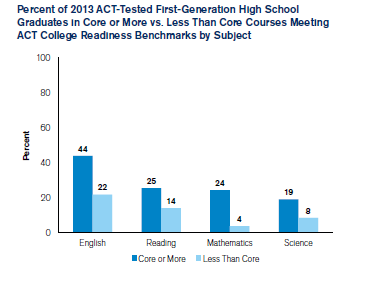 Percent of 2013 ACT-Tested First-Generation High School
Graduates in Core or More vs. Less Than Core Courses Meeting
ACT College Readiness Benchmarks by Subject
100
80
60
40
20
0
Percent
44
22
25
14
24
4
19
8
English
Reading
Mathematics
Science
Core or More
Less Than Core